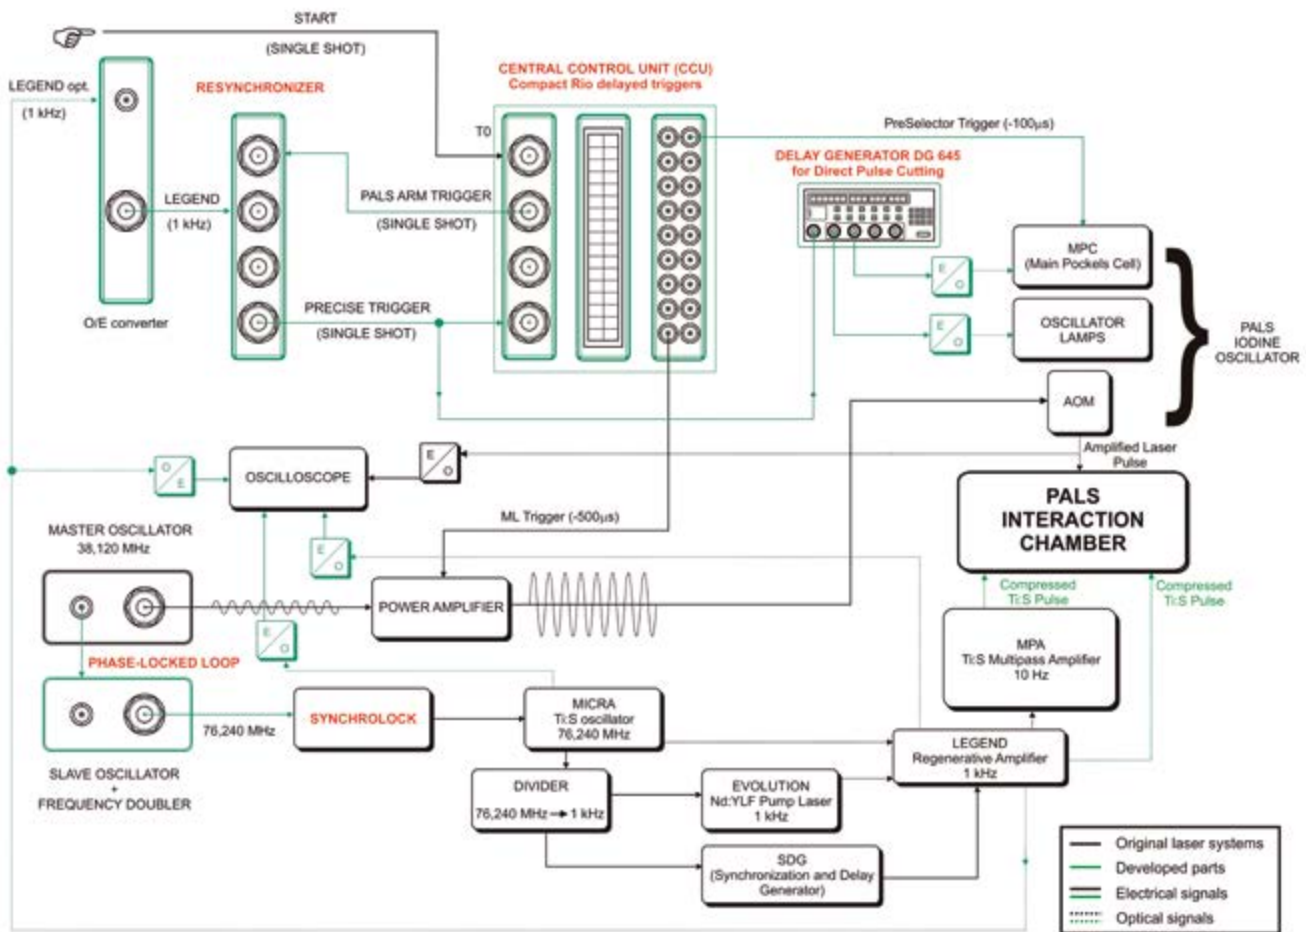 START
(SINGLE SHOT)
LEGEND opt.
(1 kHz)
RESYNCHRONIZER
CENTRAL CONTROL UNIT (CCU)
Compact Rio delayed triggers
T0
PreSelector Trigger (-100µs)
DELAY GENERATOR DG 645
for Direct Pulse Cutting
LEGEND
(1 kHz)
PALS ARM TRIGGER
(SINGLE SHOT)
PRECISE TRIGGER
(SINGLE SHOT)
O/E converter
E
O
MPC
(Main Pockels Cell)
E
O
OSCILLATOR
LAMPS
PALS
IODINE
OSCILLATOR
AOM
Amplified Laser
Pulse
O
E
OSCILLOSCOPE
E
O
PALS
INTERACTION
CHAMBER
ML Trigger (-500µs)
MASTER OSCILLATOR
38,120 MHz
E
O
POWER AMPLIFIER
Compressed
Ti:S Pulse
Compressed
Ti:S Pulse
E
O
MPA
Ti:S Multipass Amplifier
10 Hz
PHASE-LOCKED LOOP
76,240 MHz
SYNCHROLOCK
MICRA
Ti:S oscillator
76,240 MHz
LEGEND
Regenerative Amplifier
1 kHz
SLAVE OSCILLATOR
+
FREQUENCY DOUBLER
DIVIDER
76,240 MHz → 1 kHz
EVOLUTION
Nd:YLF Pump Laser
1 kHz
SDG
(Synchronization and Delay
Generator)
Original laser systems
Developed parts
Electrical signals
Optical signals